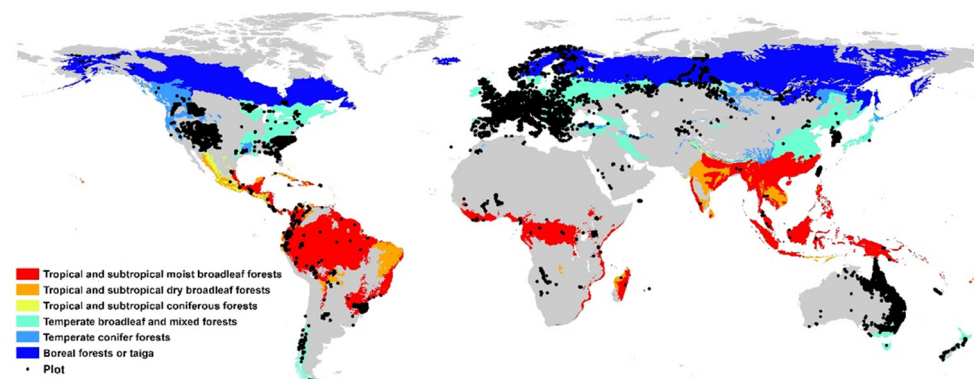 Tropical and subtropical moist broadleaf forests
Tropical and subtropical dry broadleaf forests
Tropical and subtropical coniferous forests
Temperate broadleaf and mixed forests
Temperate conifer forests
Boreal forests or taiga
Plot